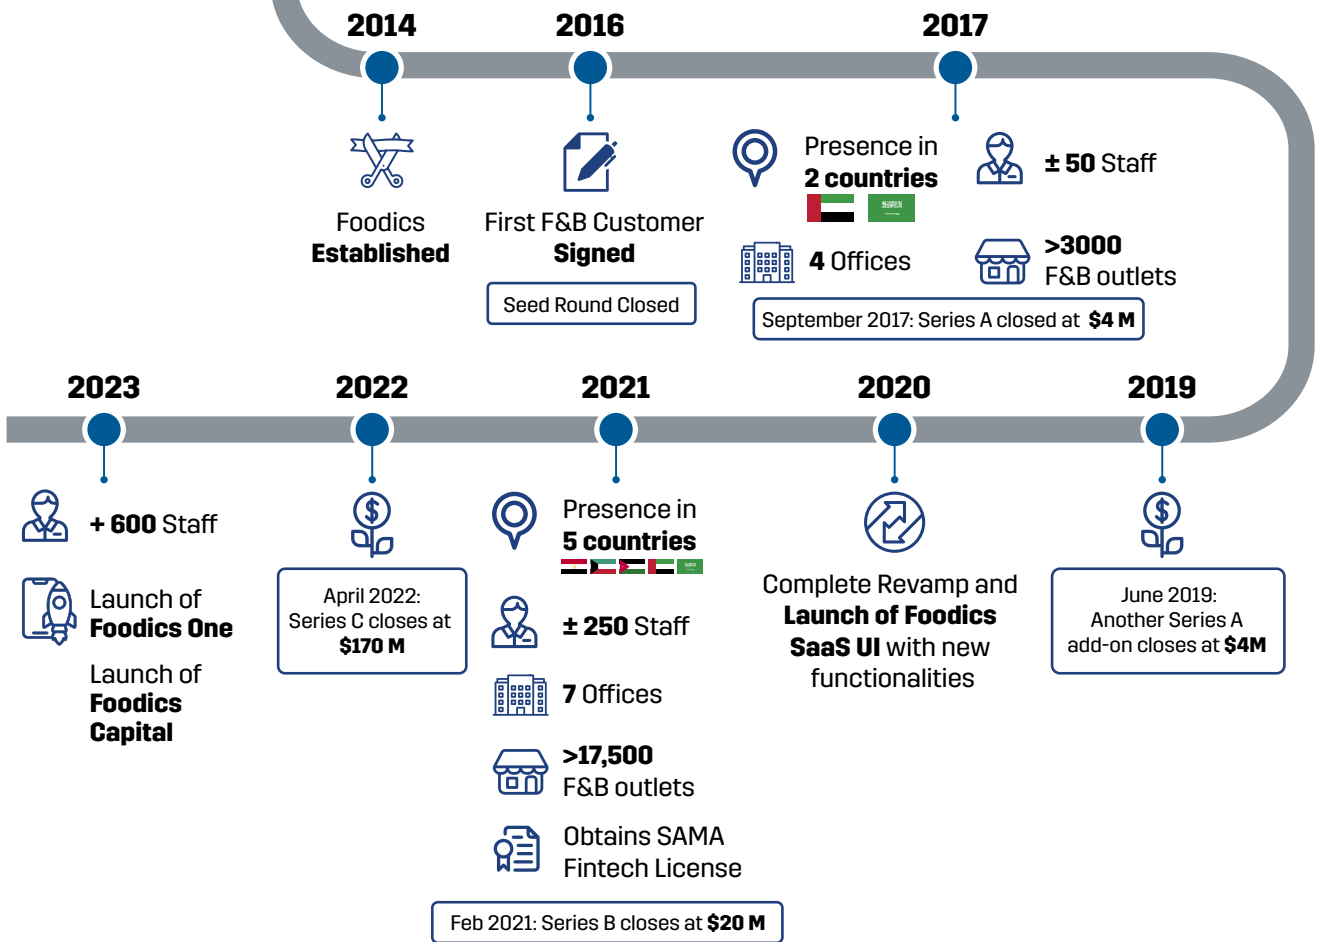 2014
Foodics
Established
2016
First F&B Customer
Signed
Seed Round Closed
2017
Presence in
2 countries
± 50 Staff
4 Offices
>3000
F&B outlets
September 2017: Series A closed at $4 M
2019
June 2019:
Another Series A
add-on closes at $4M
2020
Complete Revamp and
Launch of Foodics
SaaS UI with new
functionalities
2021
Presence in
5 countries
± 250 Staff
7 Offices
>17,500
F&B outlets
Obtains SAMA
Fintech License
Feb 2021: Series B closes at $20 M
2022
April 2022:
Series C closes at
$170 M
2023
+ 600 Staff
Launch of
Foodics One
Launch of
Foodics
Capital